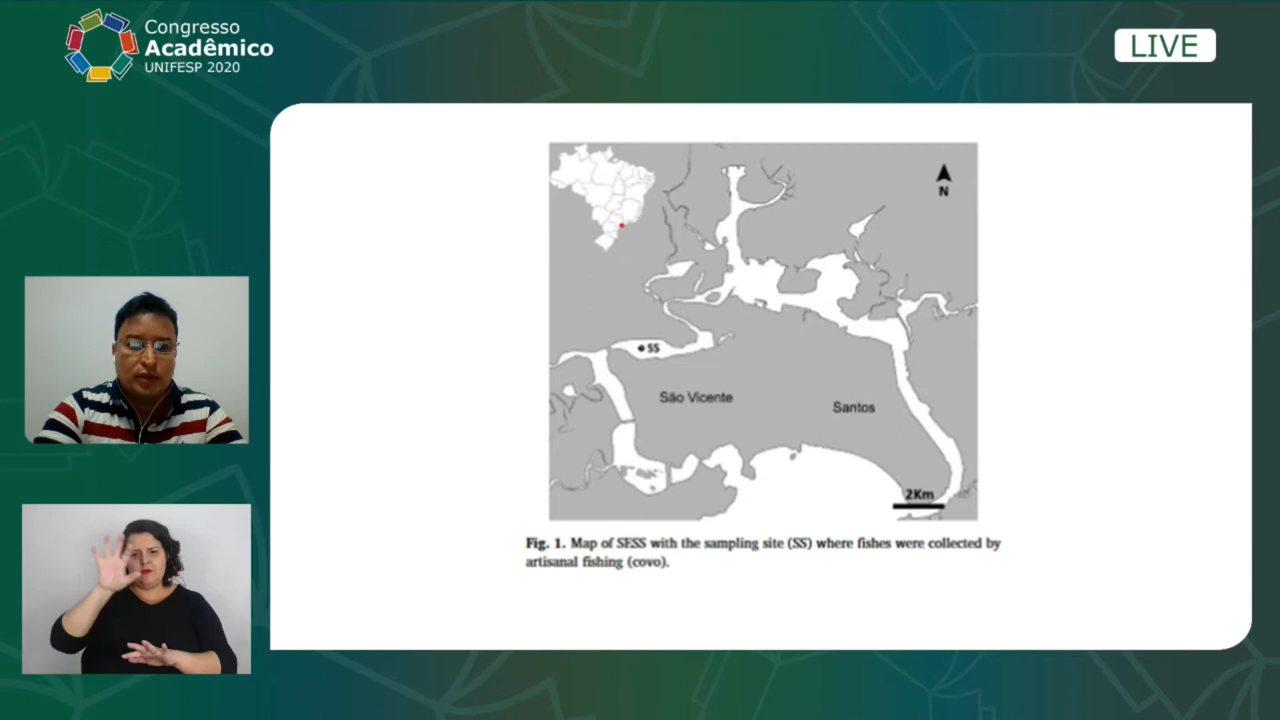 Congresso
Acadêmico
UNIFESP 2020
LIVE
N
SS
São Vicente
Santos
2Km
Fig. 1. Map of SESS with the sampling site (SS) where fishes were collected by
artisanal fishing (covo).